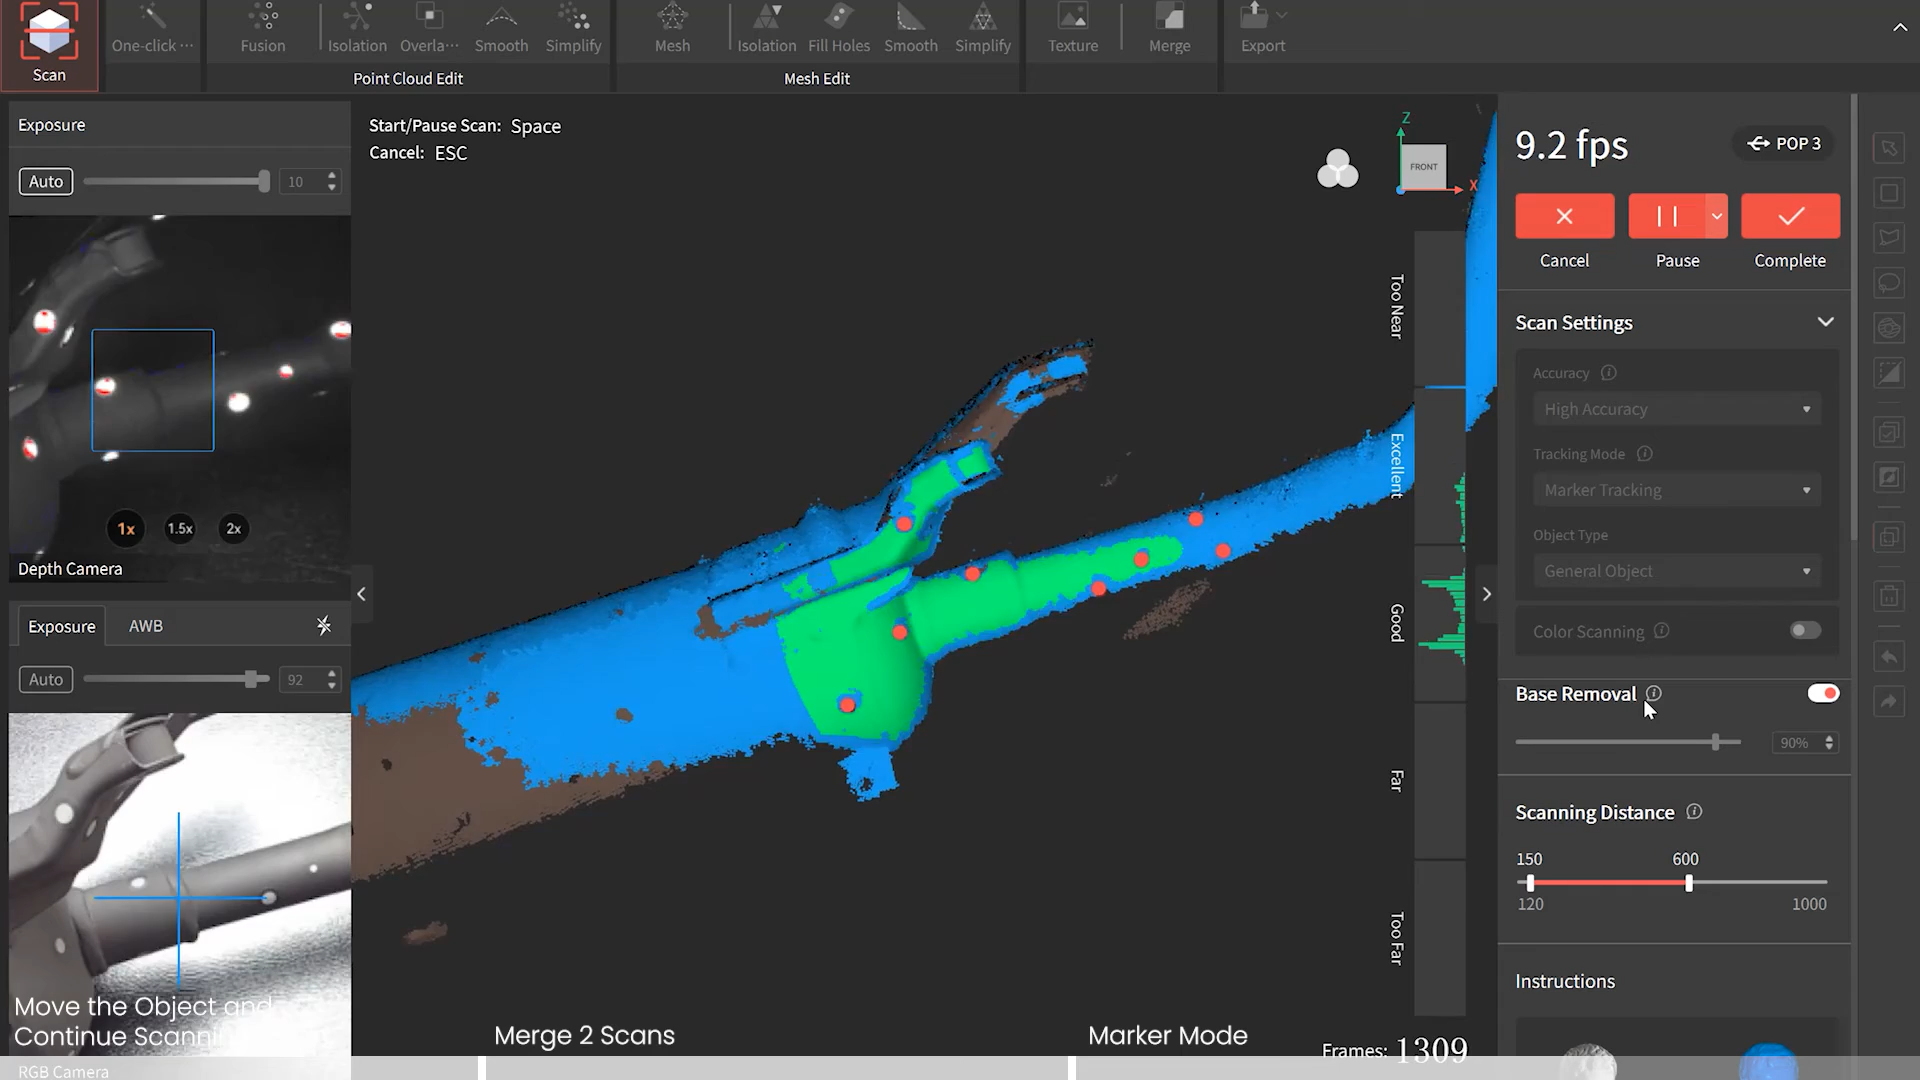 Scan
One-click ···
Fusion
Isolation
Overla···
Smooth
Simplify
Point Cloud Edit
Mesh
Isolation
Fill Holes
Smooth
Simplify
Mesh Edit
Texture
Merge
Export
Exposure
Auto
10
1x
1.5x
2x
Depth Camera
Exposure
AWB
Auto
92
Move the Object and
Continue Scanning
RGB Camera
Start/Pause Scan: Space
Cancel: ESC
Z
FRONT
X
Too Near
Excellent
Good
Far
Too Far
Merge 2 Scans
Marker Mode
Frames: 1309
9.2 fps
POP 3
Cancel
Pause
Complete
Scan Settings
Accuracy
High Accuracy
Tracking Mode
Marker Tracking
Object Type
General Object
Color Scanning
Base Removal
90%
Scanning Distance
150
600
120
1000
Instructions